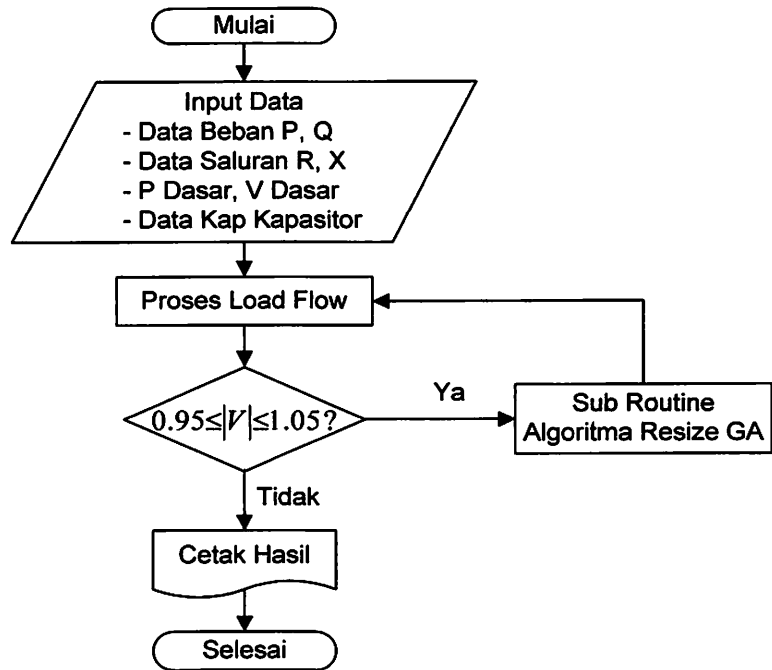 Mulai
Input Data
- Data Beban P, Q
- Data Saluran R, X
- P Dasar, V Dasar
- Data Kap Kapasitor
Proses Load Flow
0.95≤|V|≤1.05?
Ya
Sub Routine
Algoritma Resize GA
Tidak
Cetak Hasil
Selesai